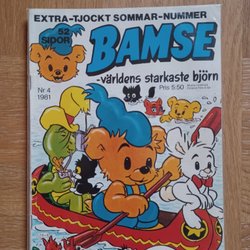 EXTRA-TJOCKT SOMMAR-NUMMER
52
SIDOR
BAMSE
-världens starkaste björn
Nr 4
1981
Pris 5:50